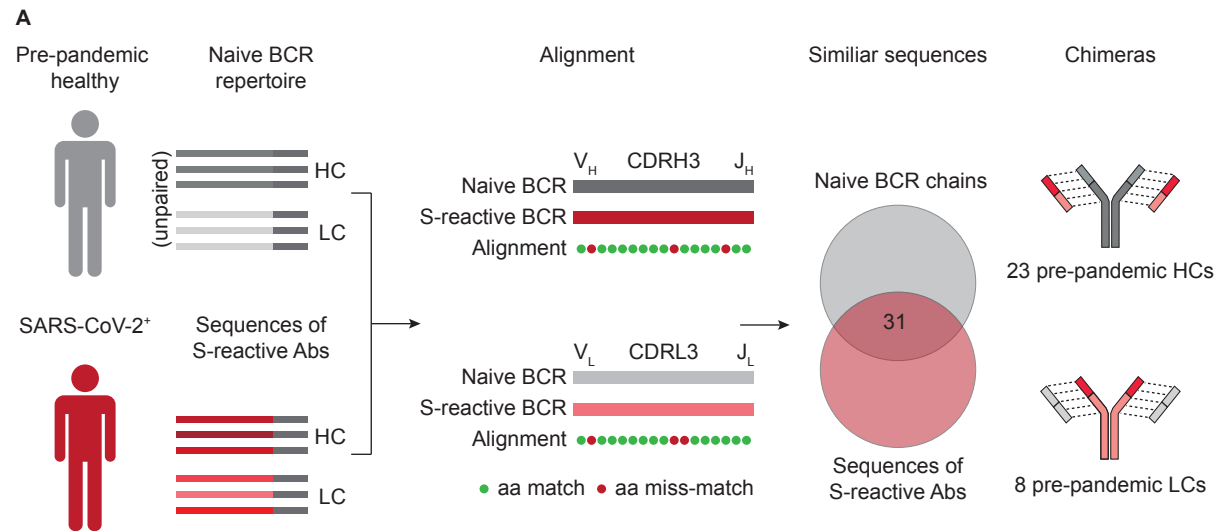 A
Pre-pandemic
healthy
Naive BCR
repertoire
Alignment
Similiar sequences
Chimeras
(unpaired)
HC
LC
VH CDRH3 JH
Naive BCR
S-reactive BCR
Alignment
Naive BCR chains
23 pre-pandemic HCs
SARS-CoV-2+
Sequences of
S-reactive Abs
HC
LC
VL CDRL3 JL
Naive BCR
S-reactive BCR
Alignment
aa match aa miss-match
31
Sequences of
S-reactive Abs
8 pre-pandemic LCs